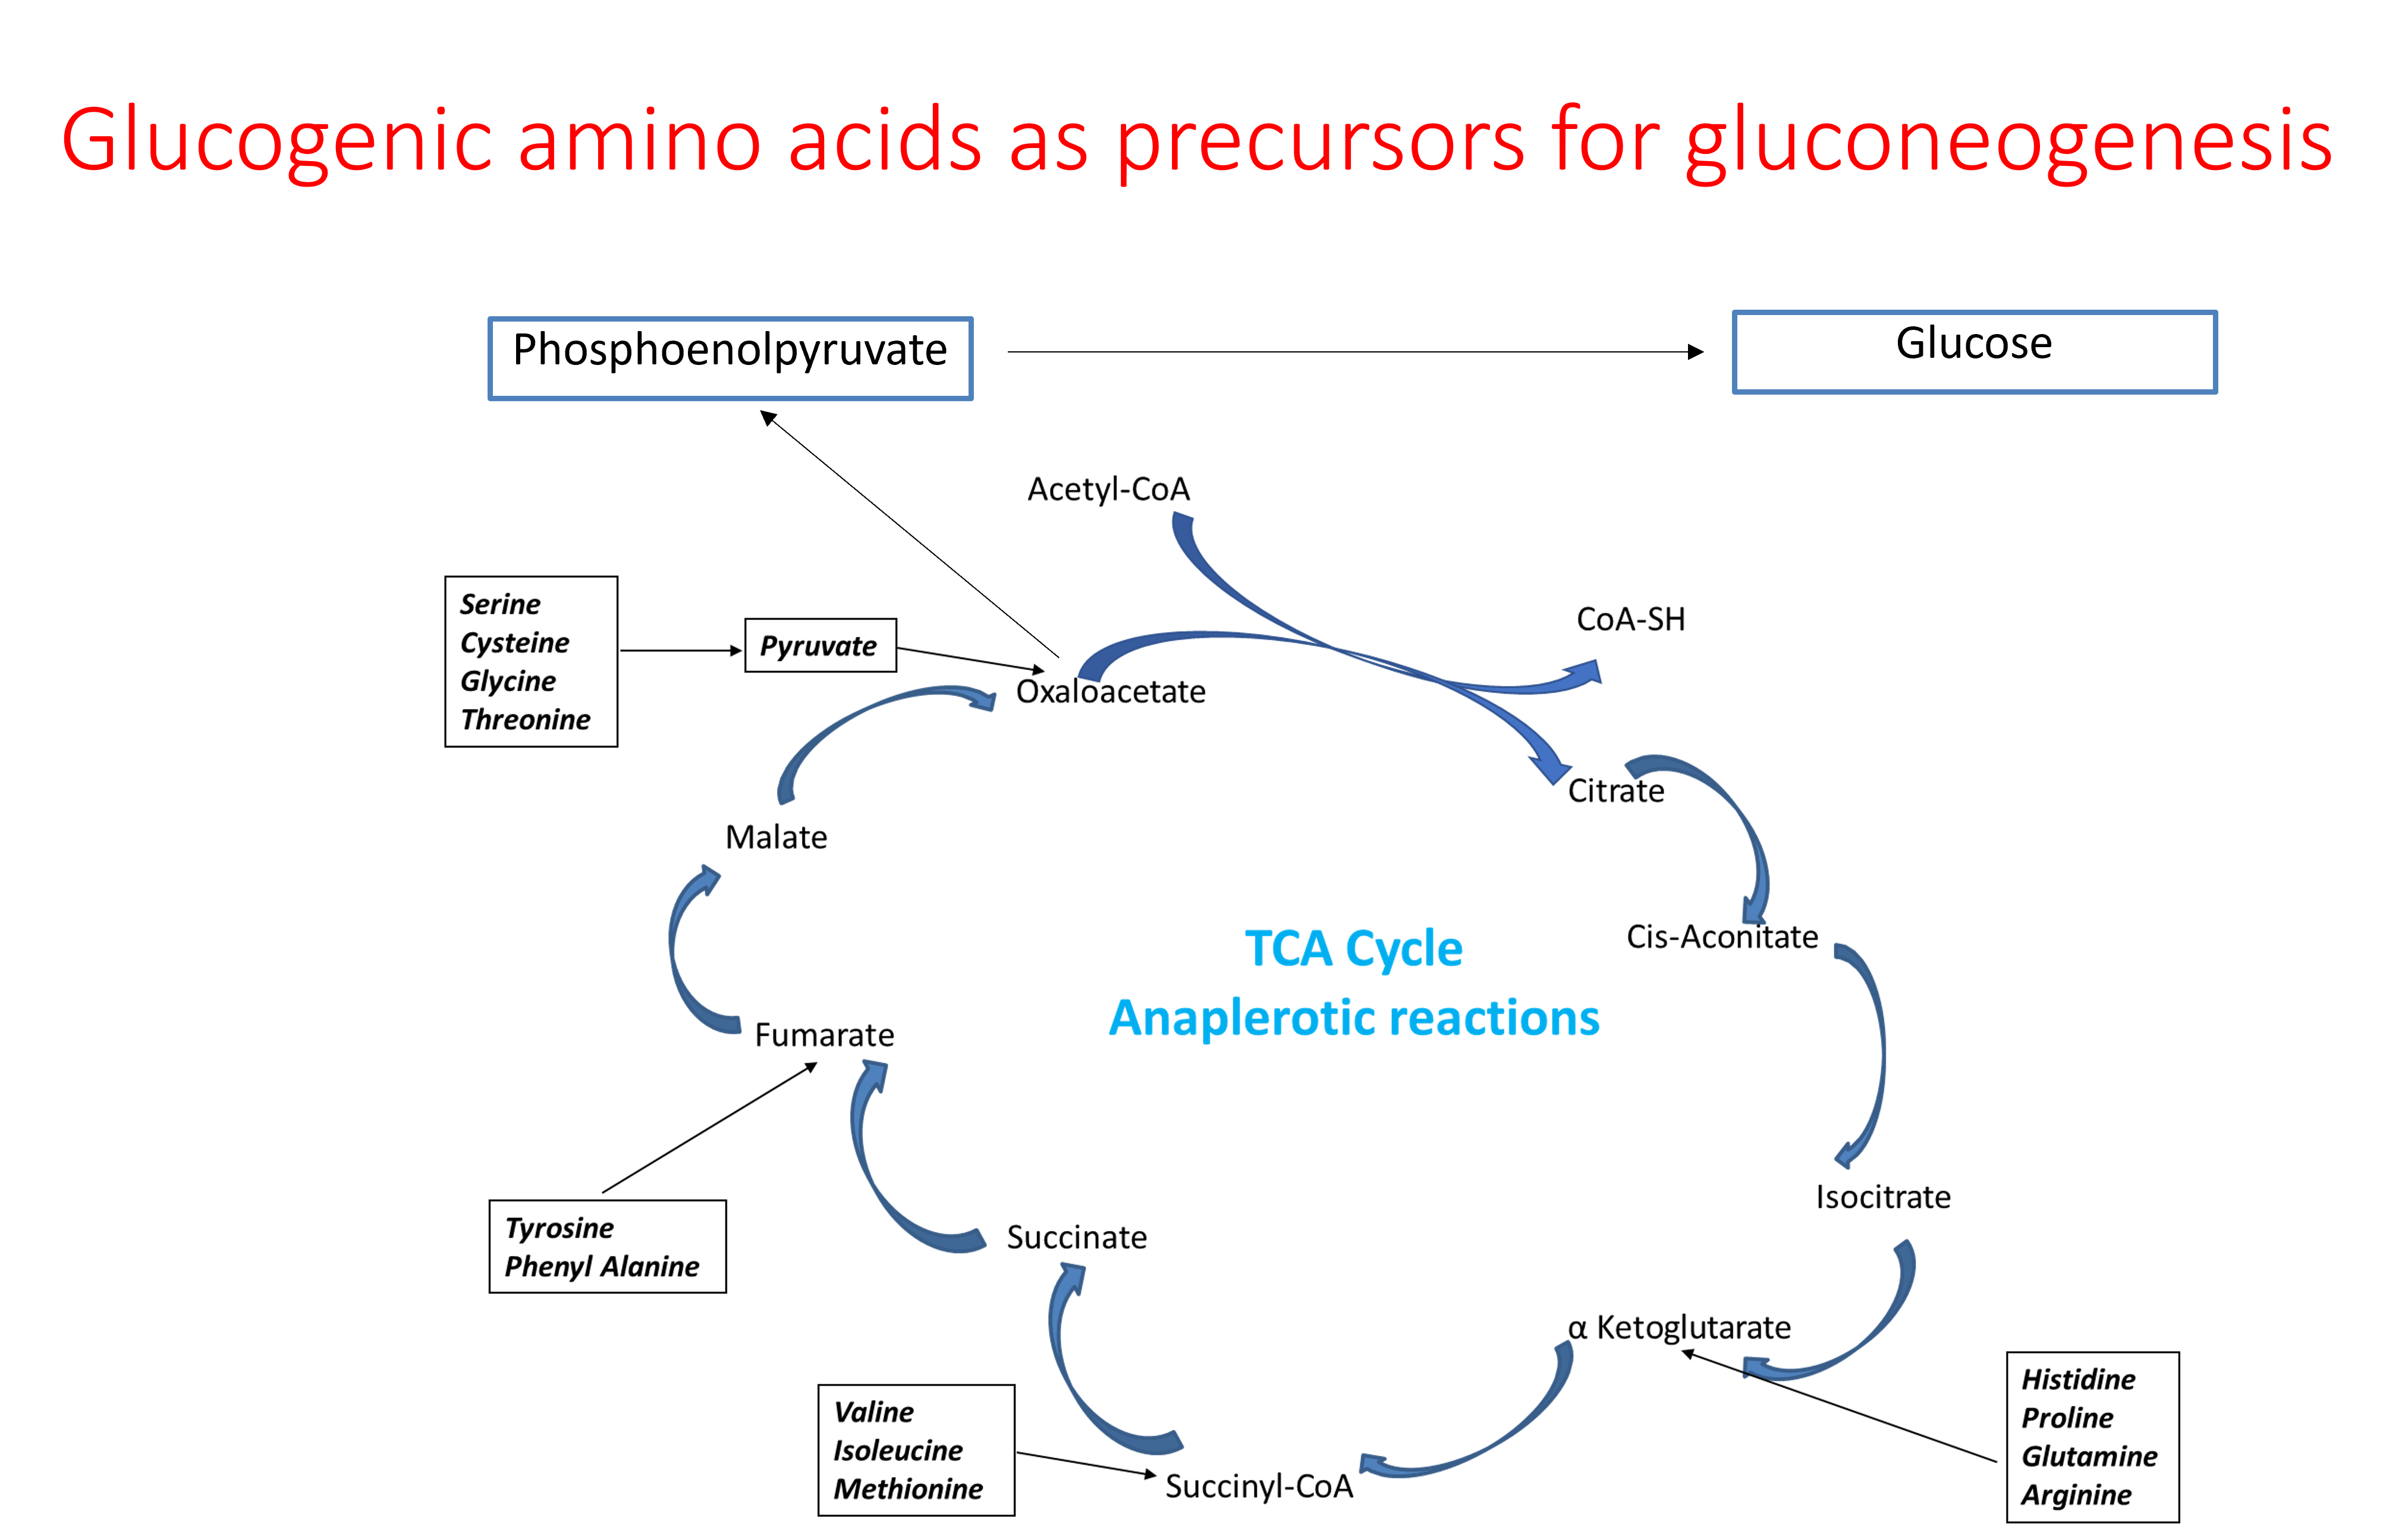 Glucogenic amino acids as precursors for gluconeogenesis
Phosphoenolpyruvate
Glucose
Acetyl-CoA
CoA-SH
Serine
Cysteine
Glycine
Threonine
Pyruvate
Oxaloacetate
Citrate
Malate
Cis-Aconitate
TCA Cycle
Anaplerotic reactions
Fumarate
Isocitrate
Tyrosine
Phenyl Alanine
Succinate
α Ketoglutarate
Histidine
Proline
Glutamine
Arginine
Valine
Isoleucine
Methionine
Succinyl-CoA